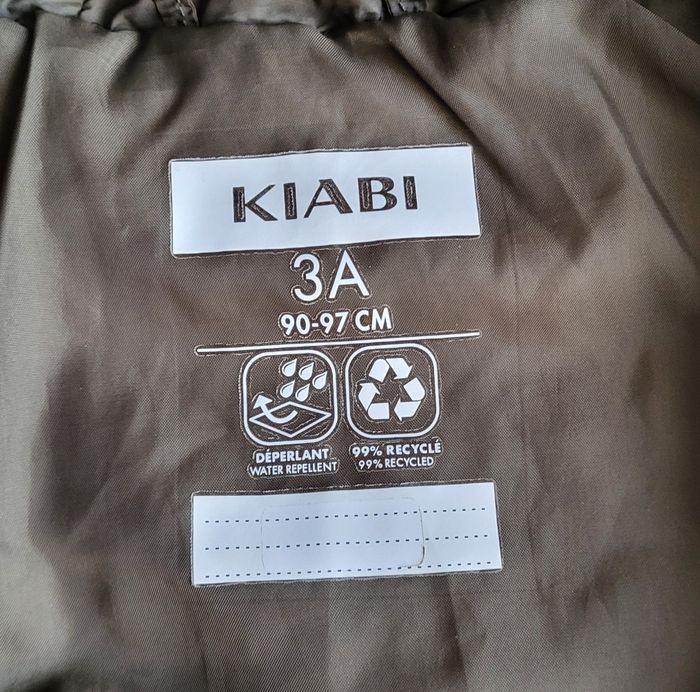 KIABI
3A
90-97 CM
DÉPERLANT
WATER REPELLENT
99% RECYCLÉ
99% RECYCLED